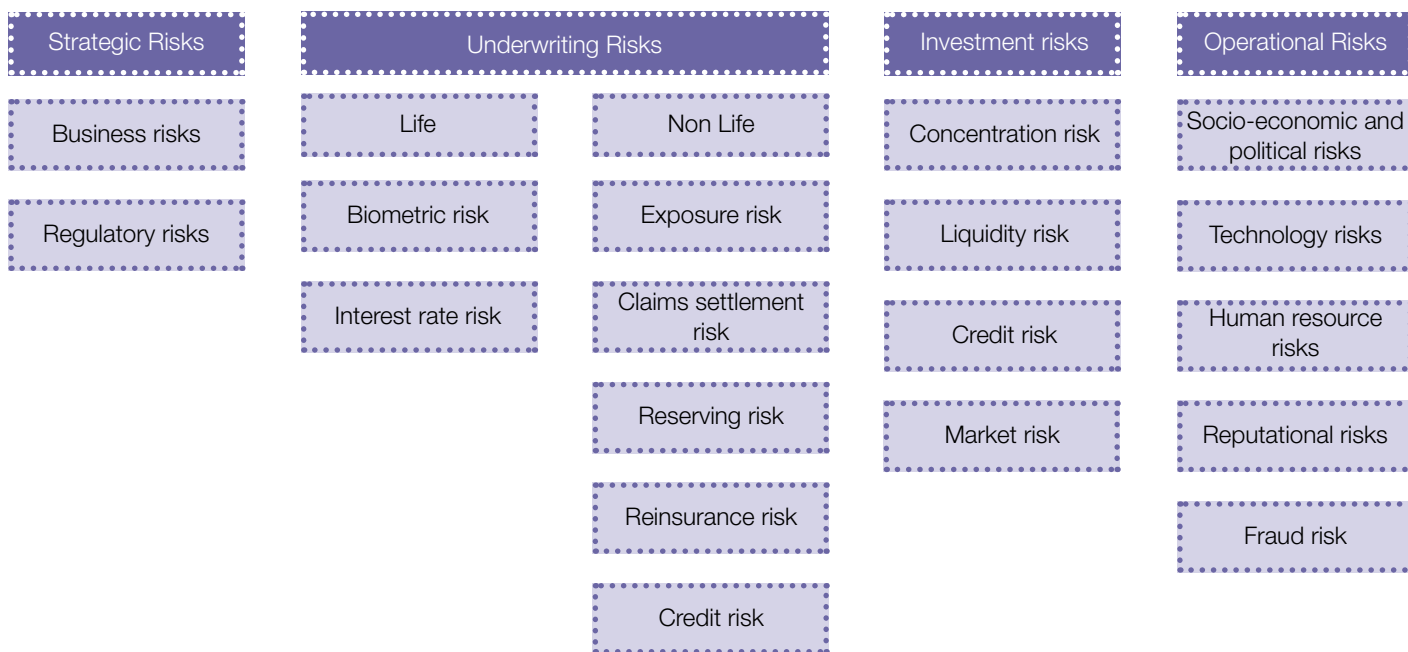 Strategic Risks
Business risks
Regulatory risks
Underwriting Risks
Life
Biometric risk
Interest rate risk
Non Life
Exposure risk
Claims settlement
risk
Reserving risk
Reinsurance risk
Credit risk
Investment risks
Concentration risk
Liquidity risk
Credit risk
Market risk
Operational Risks
Socio-economic and
political risks
Technology risks
Human resource
risks
Reputational risks
Fraud risk